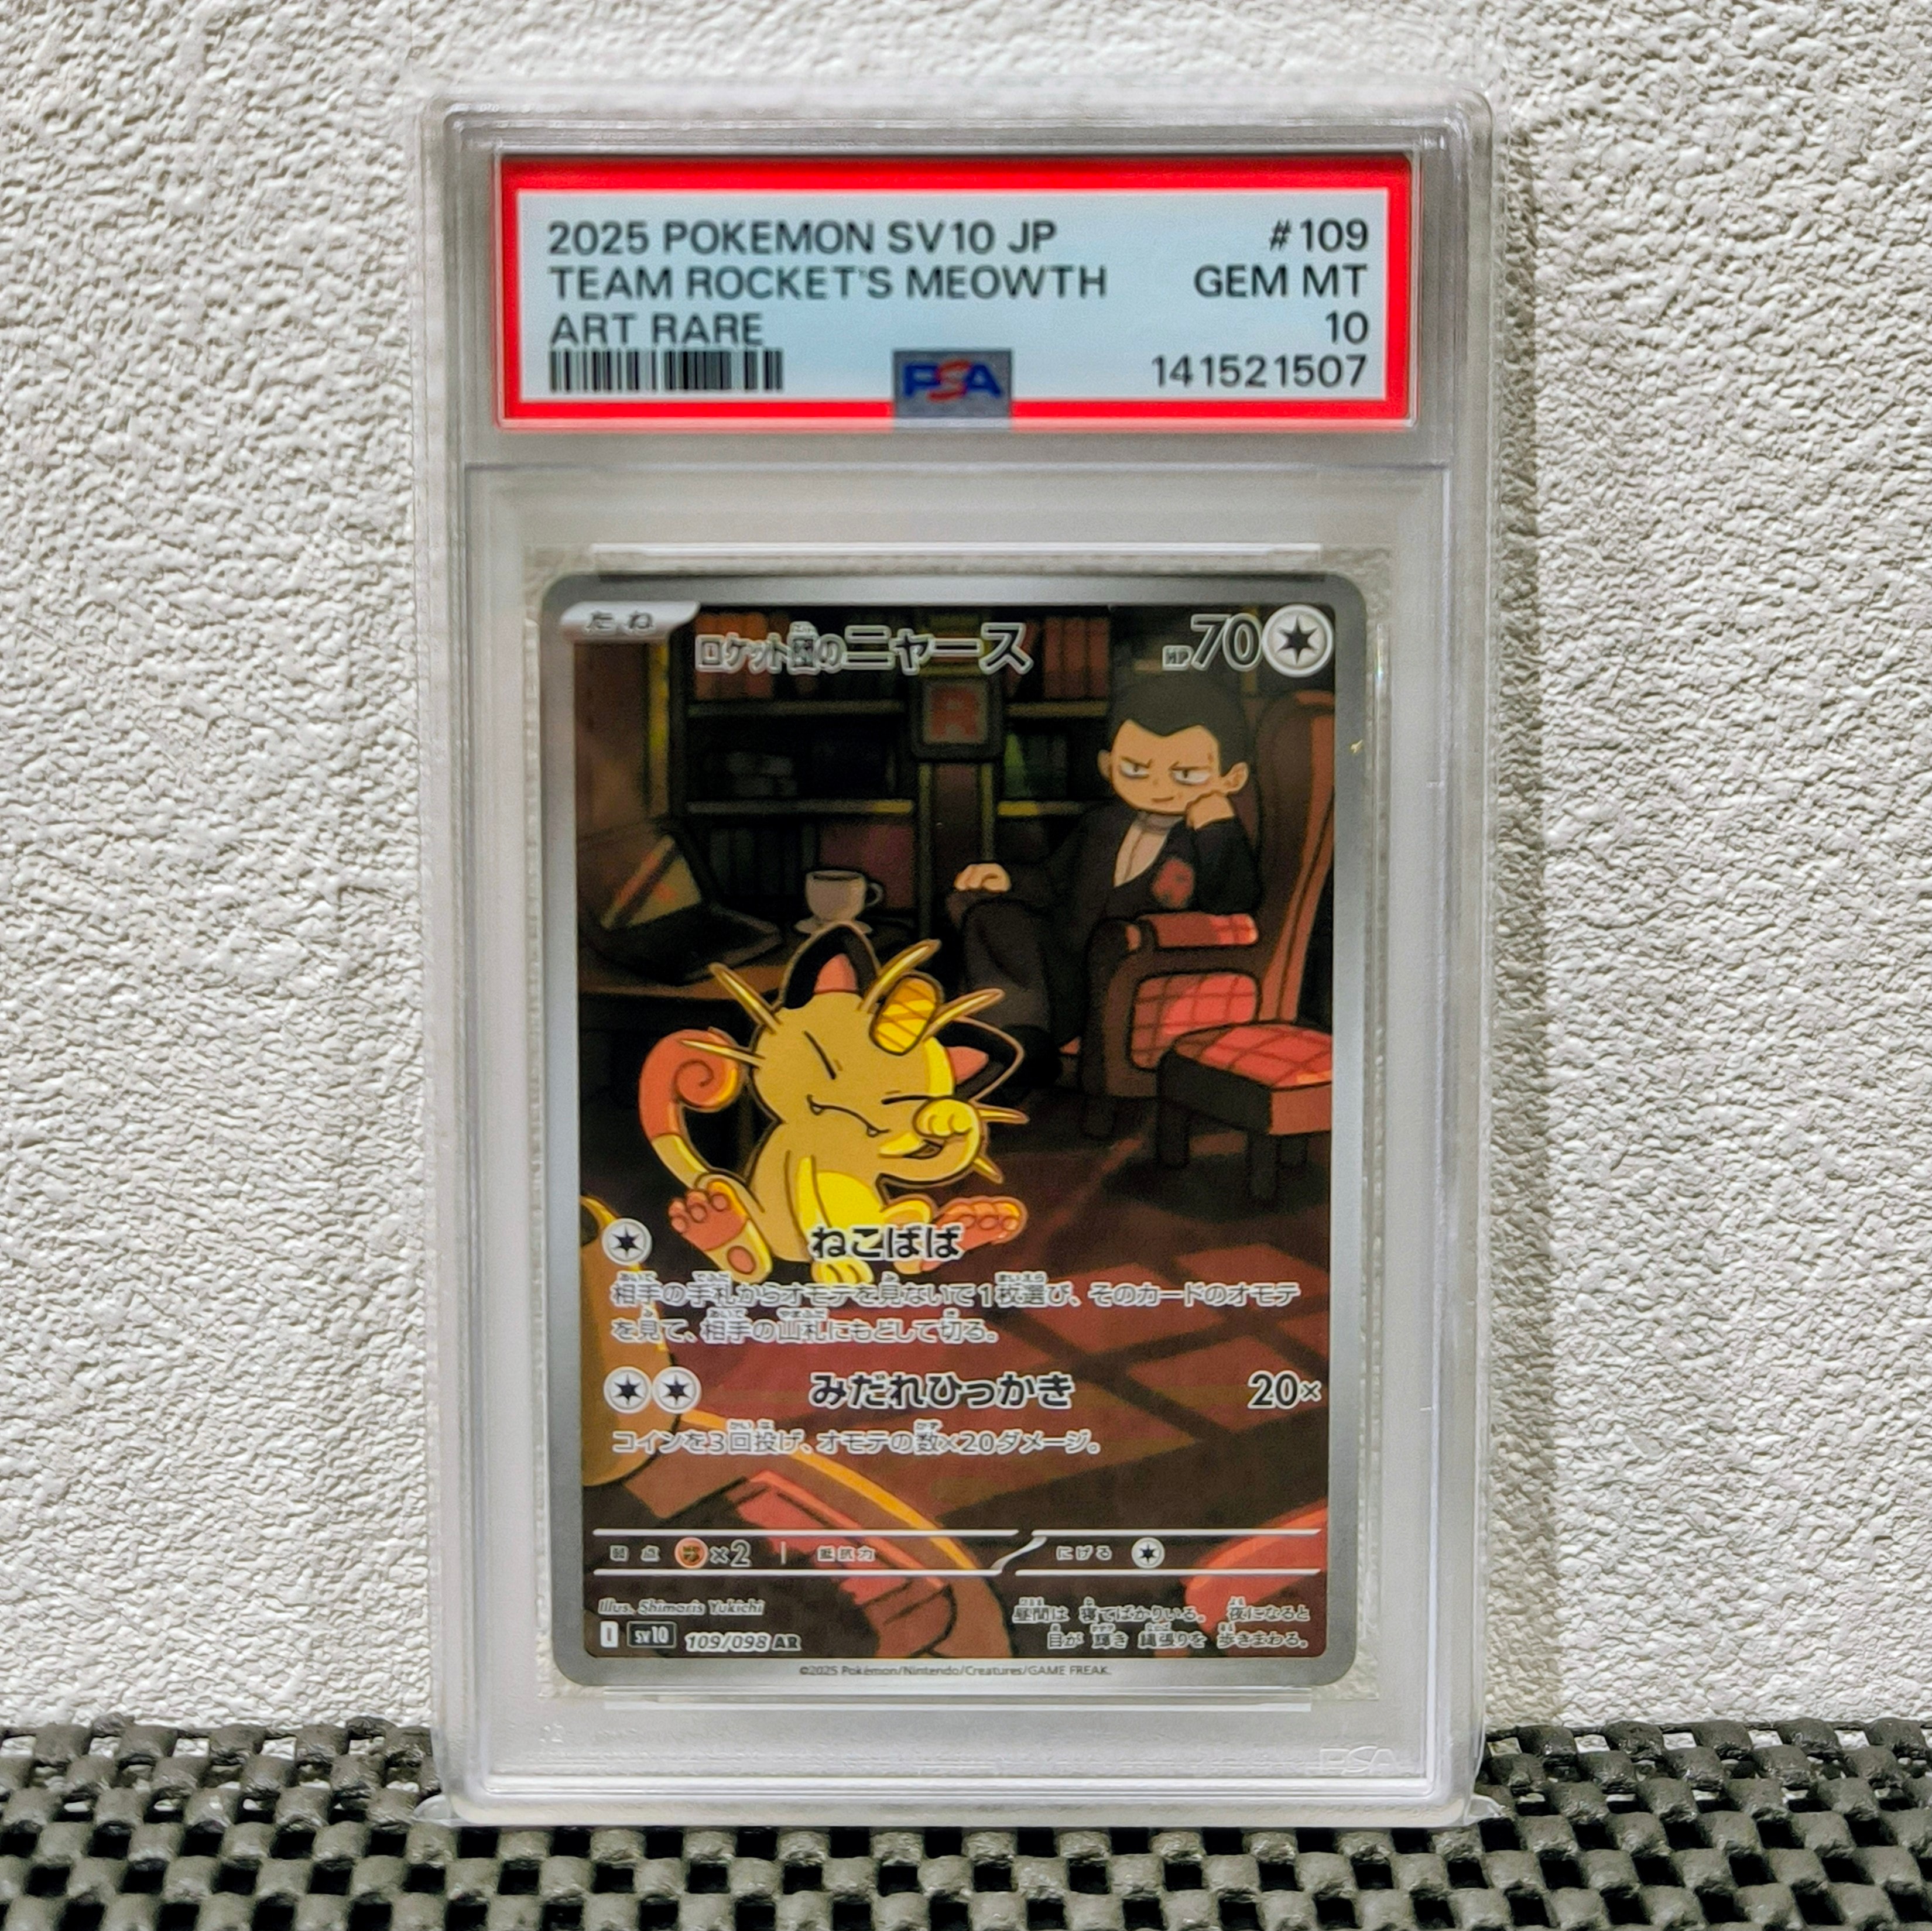 2025 POKEMON SV10 JP #109
TEAM ROCKET'S MEOWTH GEM MT
ART RARE 10
PSA 141521507
たね ロケット団のニャース HP70
R
ねこばば
相手の手札からオモテを見ないで1枚選び、そのカードのオモテ
を見て、相手の山札にもどして切る。
みだれひっかき 20×
コインを3回投げ、オモテの数×20ダメージ。
弱点 ×2 抵抗力 にげる
Illus. Shimaris Yukichi
昼間は 寝てばかりいる。 夜になると
目が 輝き 縄張りを 歩きまわる。
I sv10 109/098 AR
©2025 Pokémon/Nintendo/Creatures/GAME FREAK.
PSA